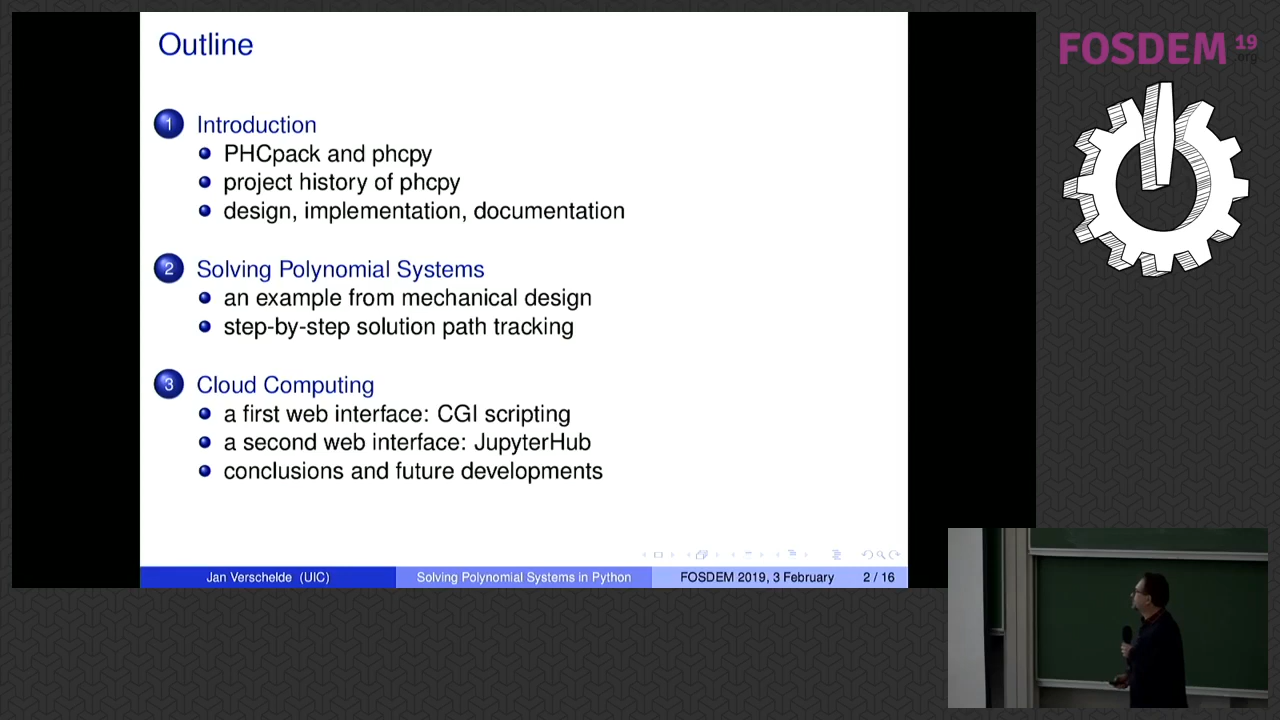 Outline
1 Introduction
PHCpack and phcpy
project history of phcpy
design, implementation, documentation
2 Solving Polynomial Systems
an example from mechanical design
step-by-step solution path tracking
3 Cloud Computing
a first web interface: CGI scripting
a second web interface: JupyterHub
conclusions and future developments
Jan Verschelde (UIC) Solving Polynomial Systems in Python FOSDEM 2019, 3 February 2 / 16
FOSDEM 19
.org